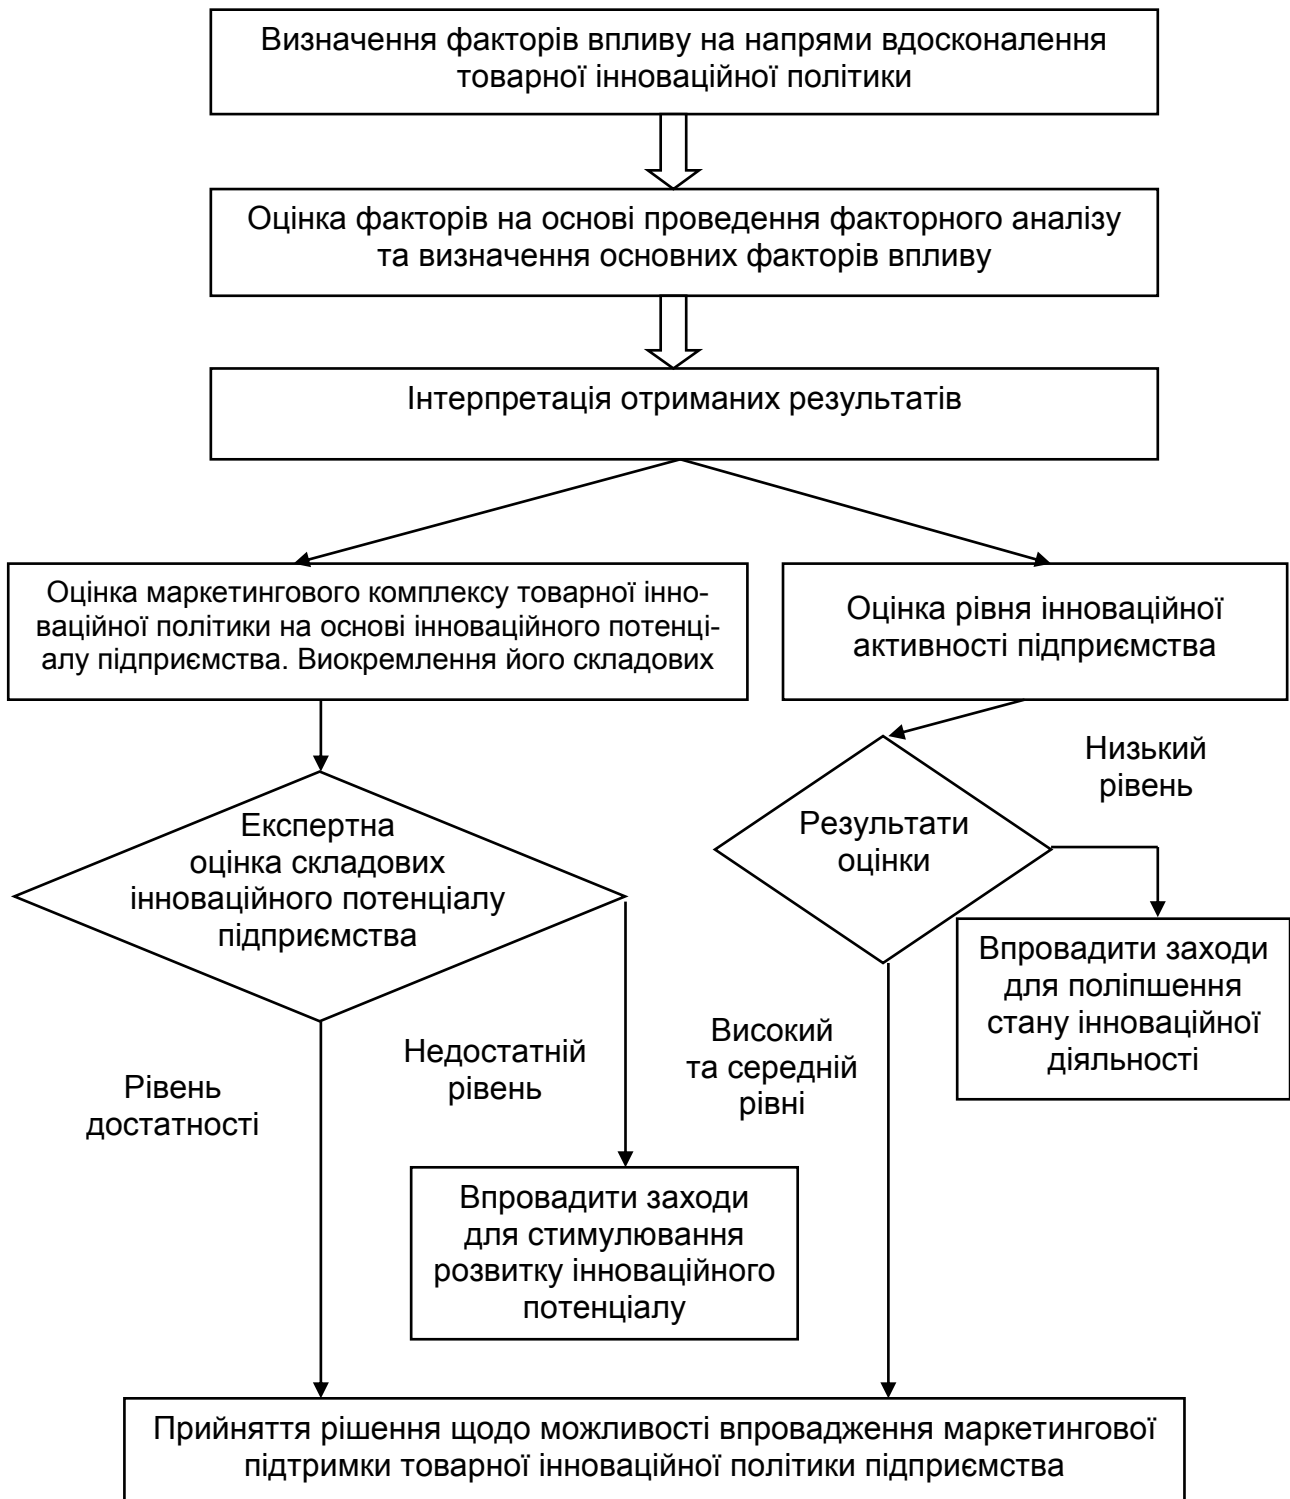 Визначення факторів впливу на напрями вдосконалення
товарної інноваційної політики
Оцінка факторів на основі проведення факторного аналізу
та визначення основних факторів впливу
Інтерпретація отриманих результатів
Оцінка маркетингового комплексу товарної інно-
ваційної політики на основі інноваційного потенці-
алу підприємства. Виокремлення його складових
Оцінка рівня інноваційної
активності підприємства
Експертна
оцінка складових
інноваційного потенціалу
підприємства
Результати
оцінки
Низький
рівень
Впровадити заходи
для поліпшення
стану інноваційної
діяльності
Рівень
достатності
Недостатній
рівень
Високий
та середній
рівні
Впровадити заходи
для стимулювання
розвитку інноваційного
потенціалу
Прийняття рішення щодо можливості впровадження маркетингової
підтримки товарної інноваційної політики підприємства